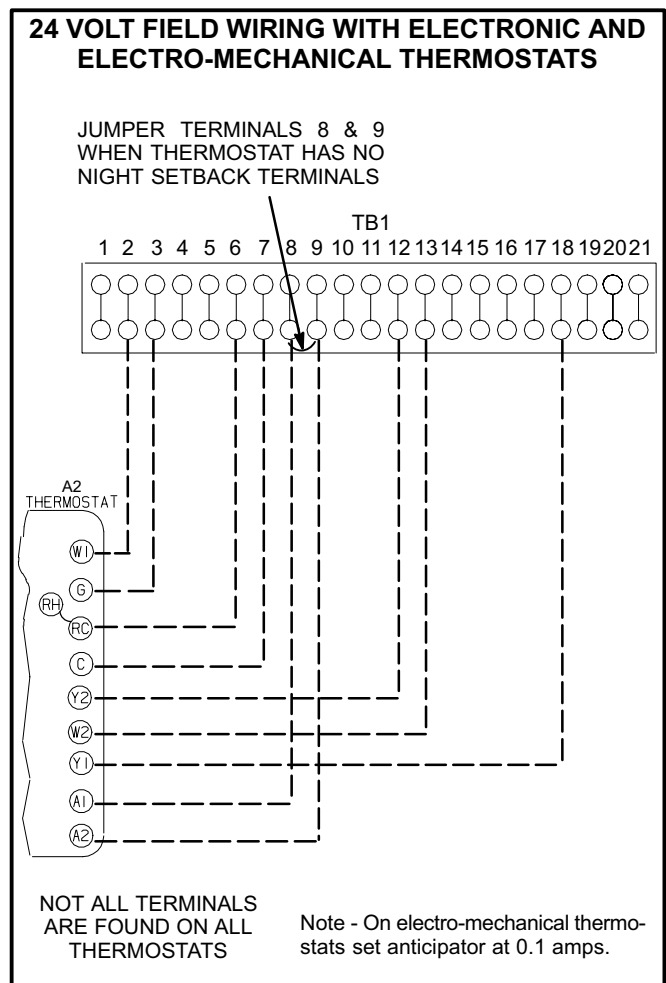 24 VOLT FIELD WIRING WITH ELECTRONIC AND
ELECTRO-MECHANICAL THERMOSTATS
JUMPER TERMINALS 8 & 9
WHEN THERMOSTAT HAS NO
NIGHT SETBACK TERMINALS
TB1
1 2 3 4 5 6 7 8 9 10 11 12 13 14 15 16 17 18 19 20 21
A2
THERMOSTAT
W1
G
RH
RC
C
Y2
W2
Y1
A1
A2
NOT ALL TERMINALS
ARE FOUND ON ALL
THERMOSTATS
Note - On electro-mechanical thermo-
stats set anticipator at 0.1 amps.